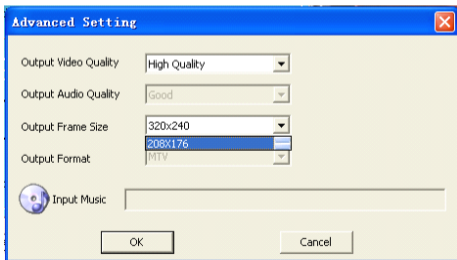 Advanced Setting
Output Video Quality High Quality
Output Audio Quality Good
Output Frame Size 320x240
208X176
Output Format MTV
Input Music
OK Cancel